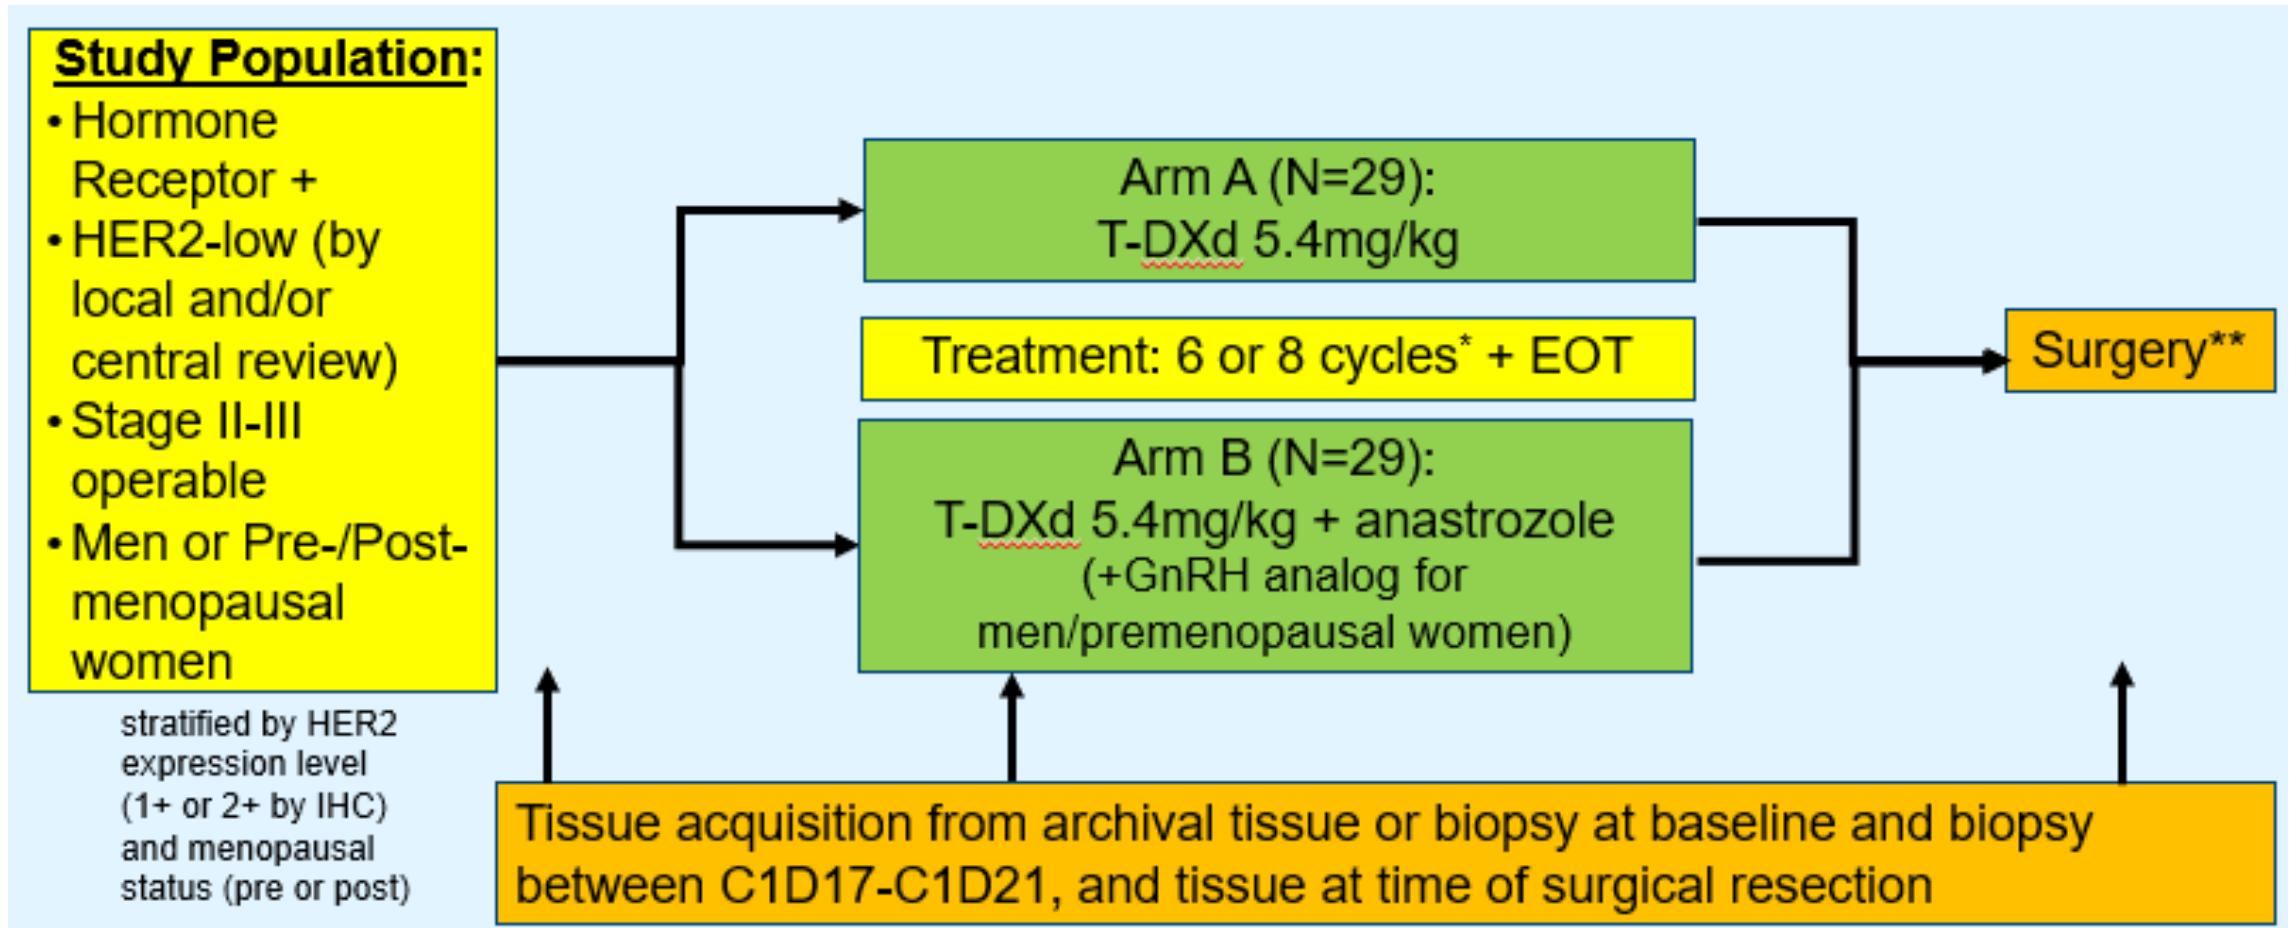 Study Population:
• Hormone
Receptor +
• HER2-low (by
local and/or
central review)
• Stage II-III
operable
• Men or Pre-/Post-
menopausal
women
stratified by HER2
expression level
(1+ or 2+ by IHC)
and menopausal
status (pre or post)
Arm A (N=29):
T-DXd 5.4mg/kg
Treatment: 6 or 8 cycles* + EOT
Arm B (N=29):
T-DXd 5.4mg/kg + anastrozole
(+GnRH analog for
men/premenopausal women)
Surgery**
Tissue acquisition from archival tissue or biopsy at baseline and biopsy
between C1D17-C1D21, and tissue at time of surgical resection